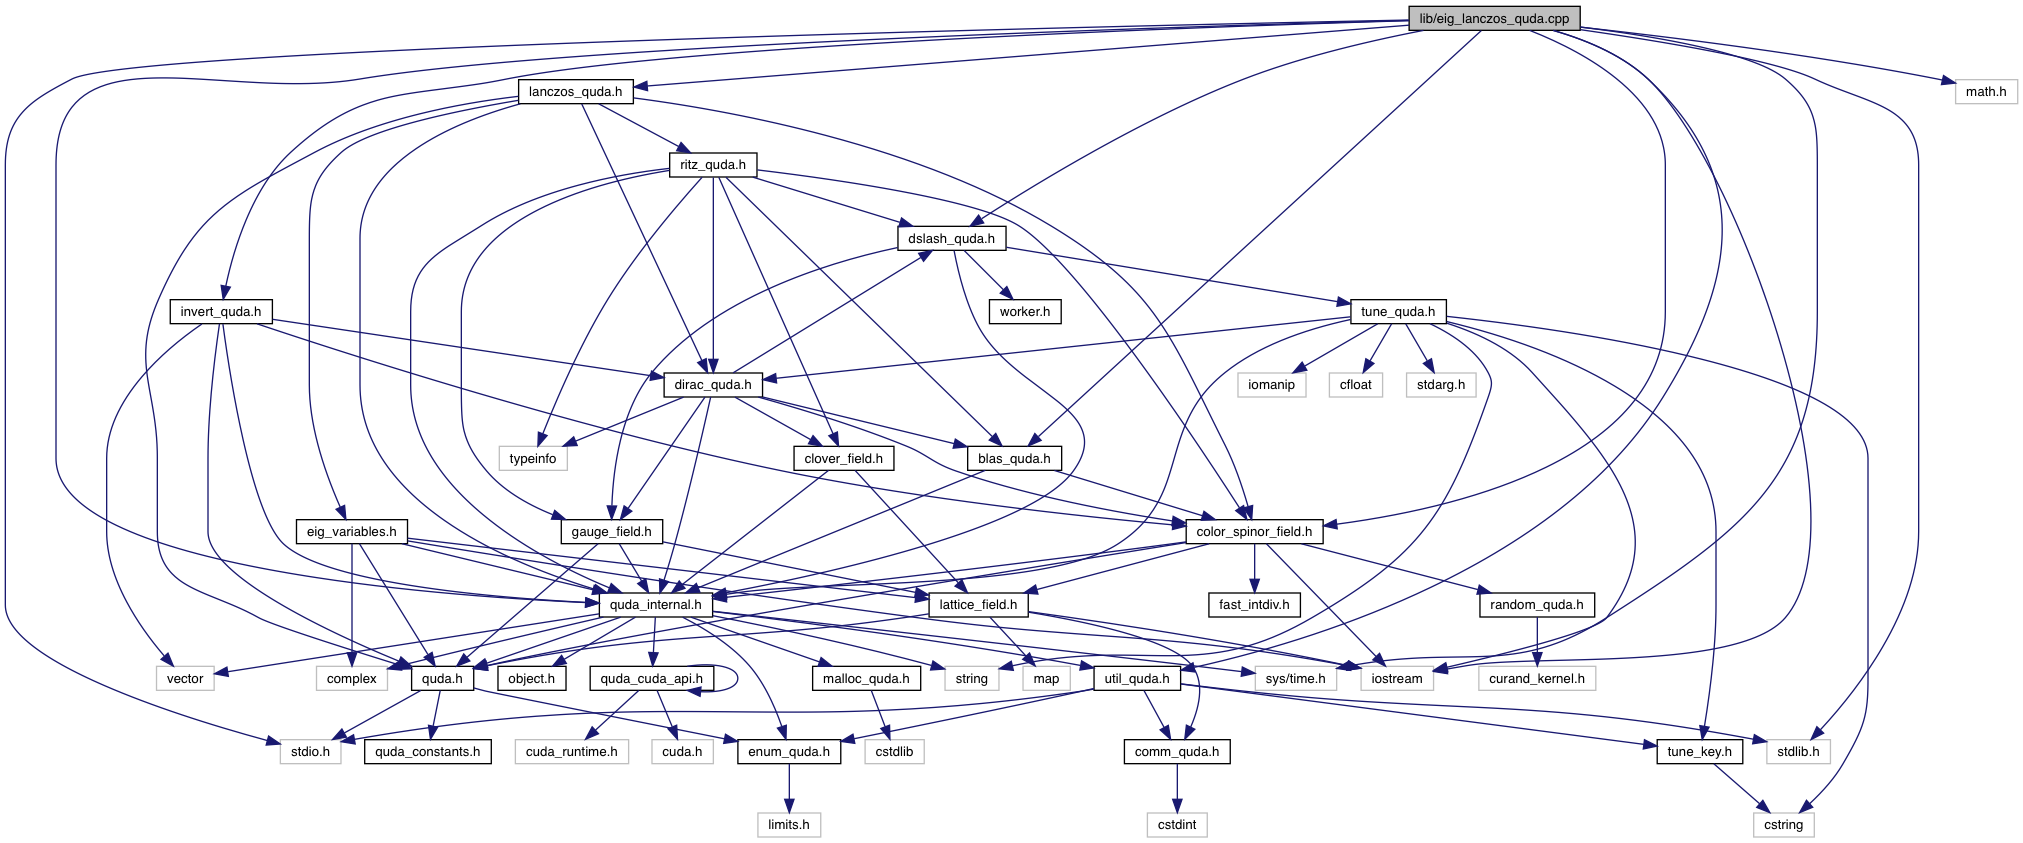 lib/eig_lanczos_quda.cpp
lanczos_quda.h
math.h
ritz_quda.h
dslash_quda.h
invert_quda.h
worker.h
tune_quda.h
dirac_quda.h
iomanip
cfloat
stdarg.h
typeinfo
clover_field.h
blas_quda.h
eig_variables.h
gauge_field.h
color_spinor_field.h
quda_internal.h
lattice_field.h
fast_intdiv.h
random_quda.h
vector
complex
quda.h
object.h
quda_cuda_api.h
malloc_quda.h
string
map
util_quda.h
sys/time.h
iostream
curand_kernel.h
stdio.h
quda_constants.h
cuda_runtime.h
cuda.h
enum_quda.h
cstdlib
comm_quda.h
tune_key.h
stdlib.h
limits.h
cstdint
cstring